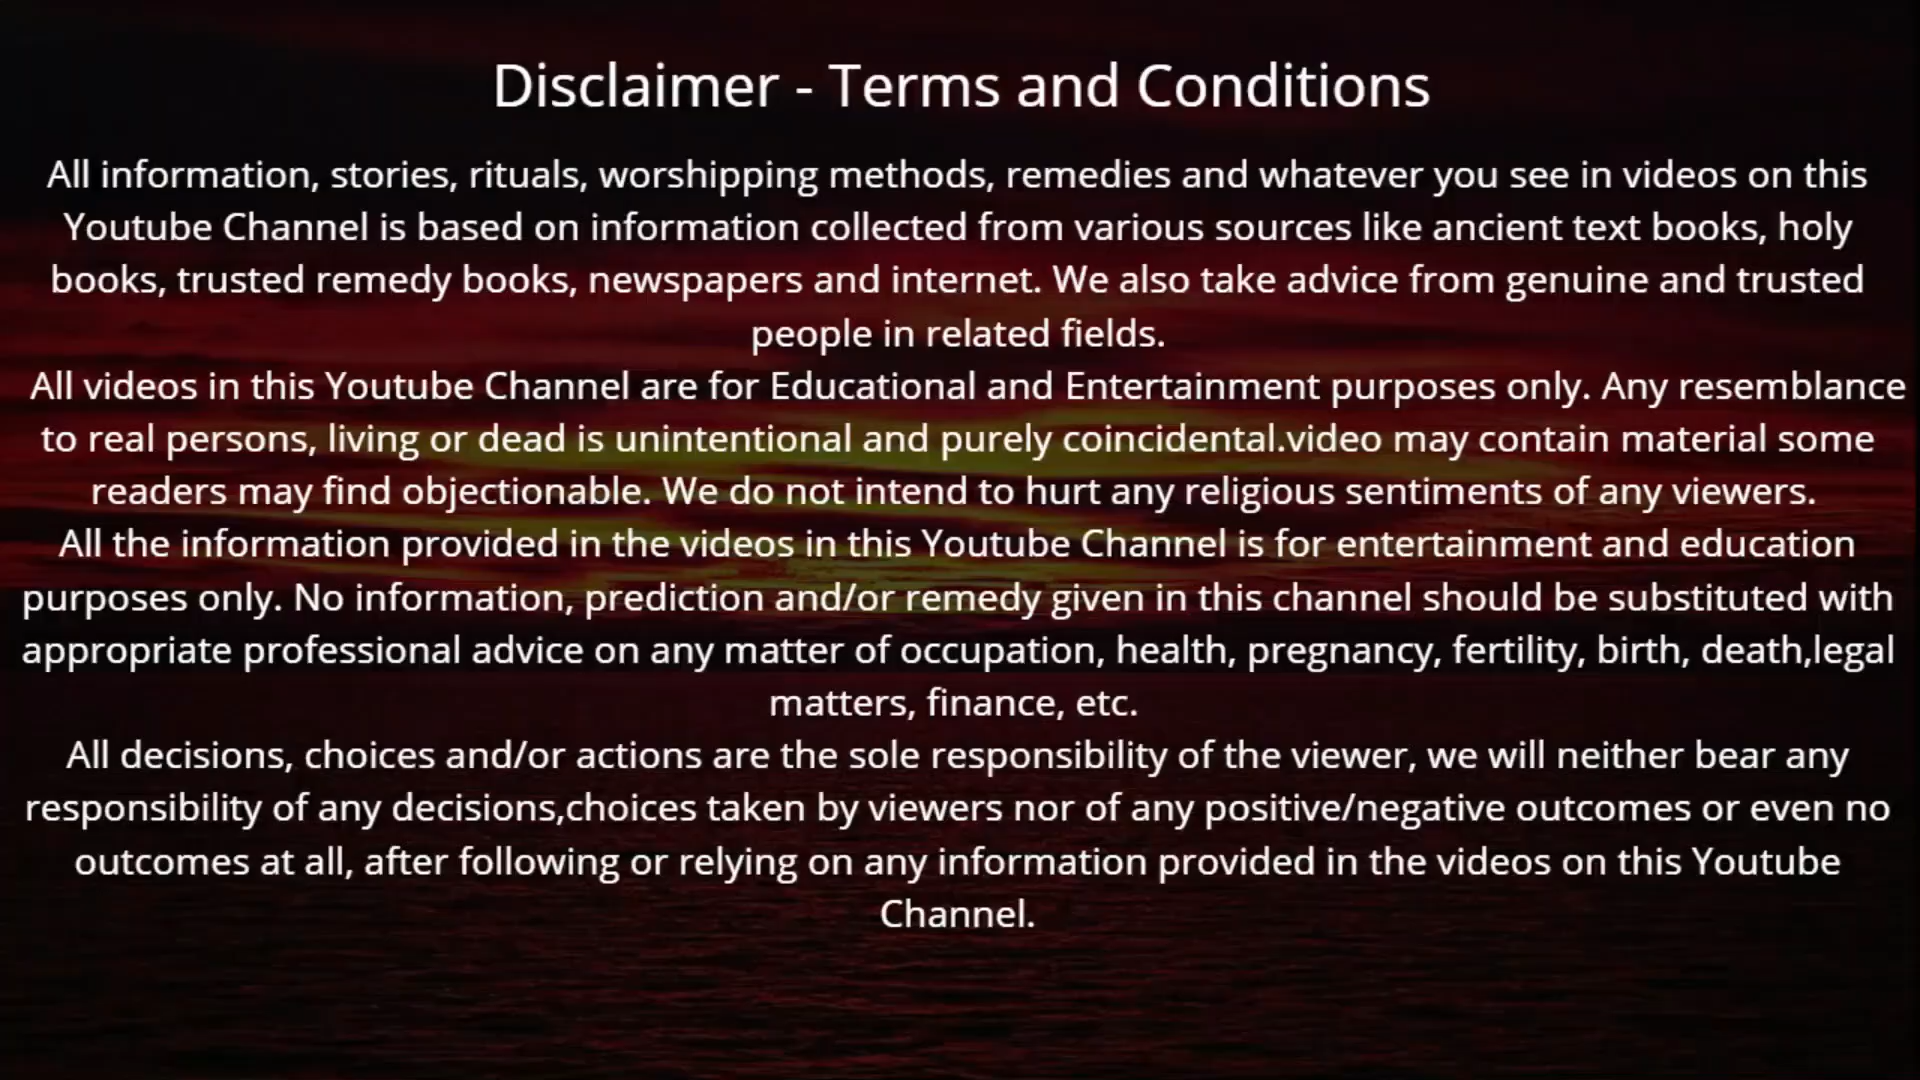 Disclaimer - Terms and Conditions
All information, stories, rituals, worshipping methods, remedies and whatever you see in videos on this
Youtube Channel is based on information collected from various sources like ancient text books, holy
books, trusted remedy books, newspapers and internet. We also take advice from genuine and trusted
people in related fields.
All videos in this Youtube Channel are for Educational and Entertainment purposes only. Any resemblance
to real persons, living or dead is unintentional and purely coincidental.video may contain material some
readers may find objectionable. We do not intend to hurt any religious sentiments of any viewers.
All the information provided in the videos in this Youtube Channel is for entertainment and education
purposes only. No information, prediction and/or remedy given in this channel should be substituted with
appropriate professional advice on any matter of occupation, health, pregnancy, fertility, birth, death,legal
matters, finance, etc.
All decisions, choices and/or actions are the sole responsibility of the viewer, we will neither bear any
responsibility of any decisions,choices taken by viewers nor of any positive/negative outcomes or even no
outcomes at all, after following or relying on any information provided in the videos on this Youtube
Channel.